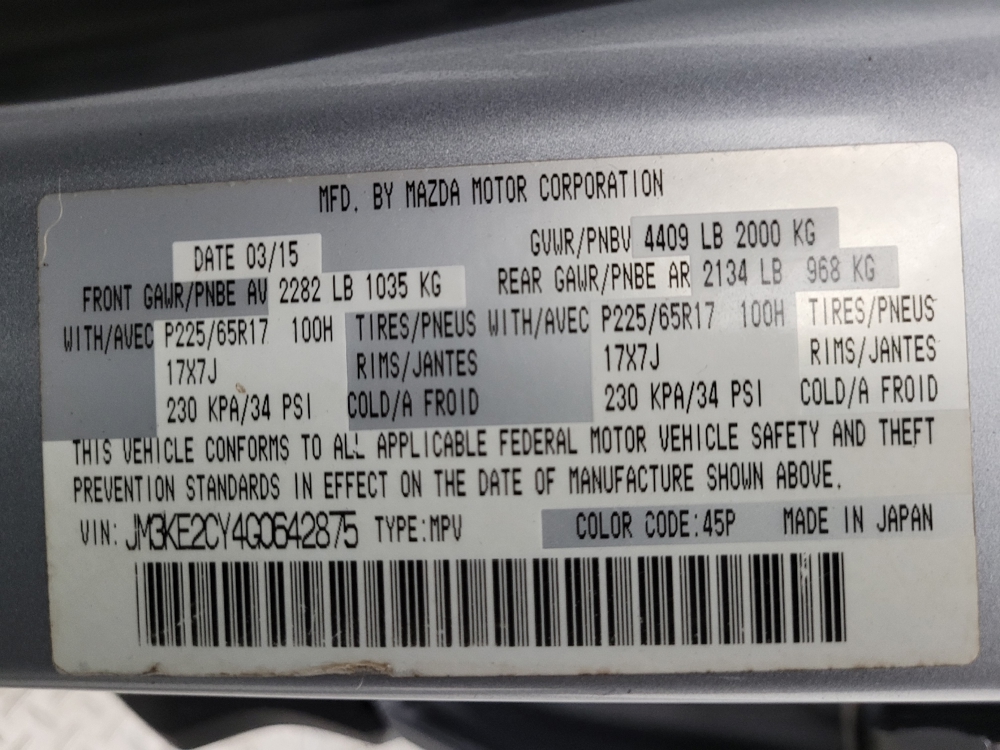 MFD. BY MAZDA MOTOR CORPORATION
DATE 03/15 GVWR/PNBV 4409 LB 2000 KG
FRONT GAWR/PNBE AV 2282 LB 1035 KG REAR GAWR/PNBE AR 2134 LB 968 KG
WITH/AVEC P225/65R17 100H TIRES/PNEUS WITH/AVEC P225/65R17 100H TIRES/PNEUS
17X7J RIMS/JANTES 17X7J RIMS/JANTES
230 KPA/34 PSI COLD/A FROID 230 KPA/34 PSI COLD/A FROID
THIS VEHICLE CONFORMS TO ALL APPLICABLE FEDERAL MOTOR VEHICLE SAFETY AND THEFT
PREVENTION STANDARDS IN EFFECT ON THE DATE OF MANUFACTURE SHOWN ABOVE.
VIN: JM3KE2CY4G0642875 TYPE:MPV COLOR CODE:45P MADE IN JAPAN